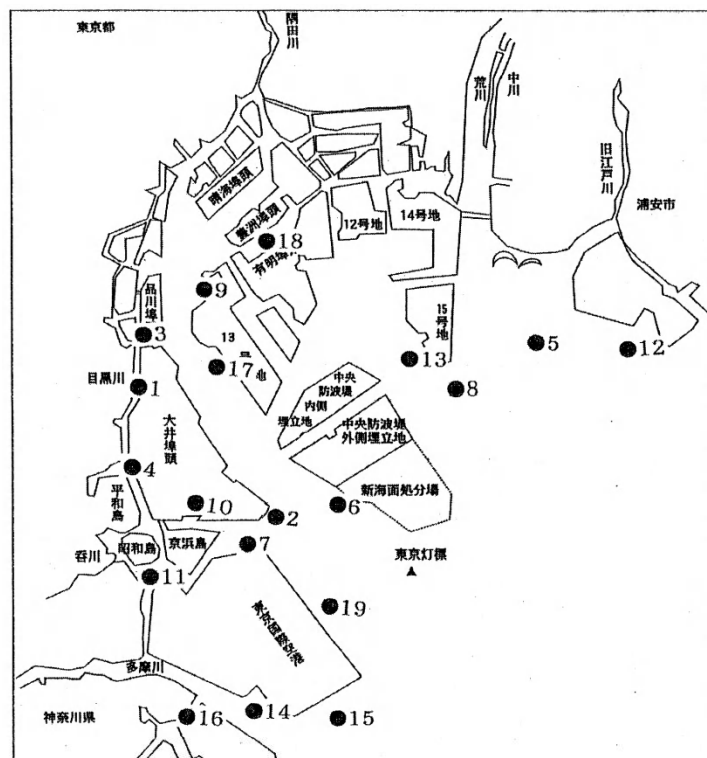 東京都
隅田川
荒川
中川
旧江戸川
浦安市
晴海埠頭
豊洲埠頭
12号地
14号地
18
9
品川埠
3
15号地
5
12
13
13
17
8
目黒川
1
中央
防波堤
内側
埋立地
中央防波堤
外側埋立地
大井埠頭
4
新海面処分場
平和島
10
2
6
昭和島
京浜島
7
呑川
11
東京灯標
19
東京国際空港
多摩川
14
16
15
神奈川県